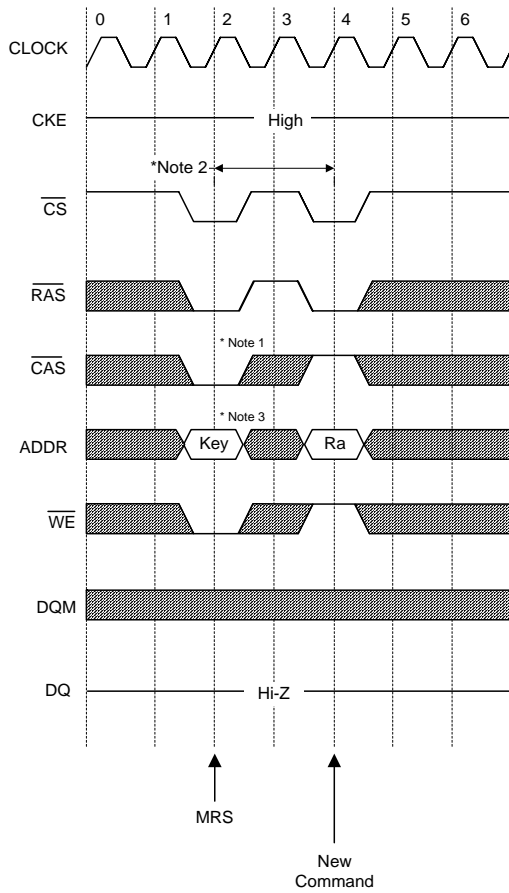 0 1 2 3 4 5 6
CLOCK
CKE High
*Note 2
CS
RAS
* Note 1
CAS
* Note 3
ADDR Key Ra
WE
DQM
DQ Hi-Z
MRS
New
Command